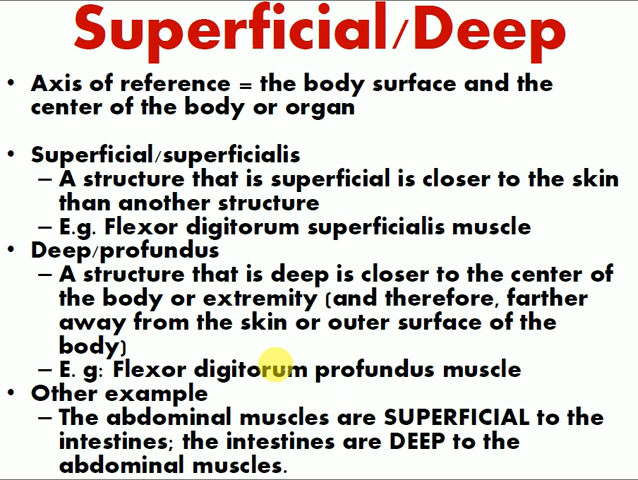 Superficial/Deep
• Axis of reference = the body surface and the
center of the body or organ
• Superficial/superficialis
– A structure that is superficial is closer to the skin
than another structure
– E.g. Flexor digitorum superficialis muscle
• Deep/profundus
– A structure that is deep is closer to the center of
the body or extremity (and therefore, farther
away from the skin or outer surface of the
body)
– E. g: Flexor digitorum profundus muscle
• Other example
– The abdominal muscles are SUPERFICIAL to the
intestines; the intestines are DEEP to the
abdominal muscles.